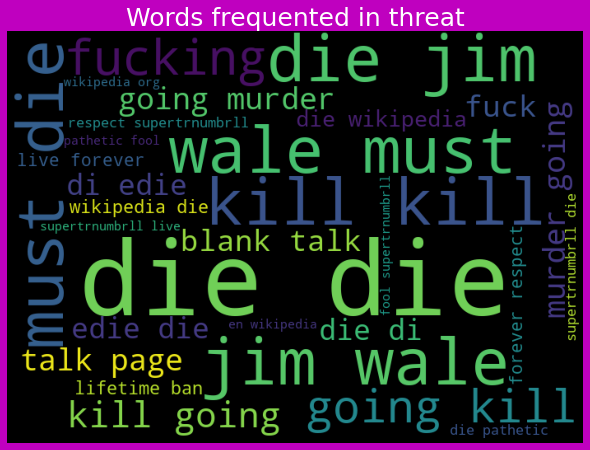 Words frequented in threat
must die
fucking
die jim
wikipedia org
going murder
fuck
respect supertrnumbrll
die wikipedia
pathetic fool
wale must
live forever
di edie
kill kill
murder going
wikipedia die
supertrnumbrll live
blank talk
fool supertrnumbrll
forever respect
supertrnumbrll die
die die
edie die
en wikipedia
die di
talk page
jim wale
lifetime ban
kill going
going kill
die pathetic